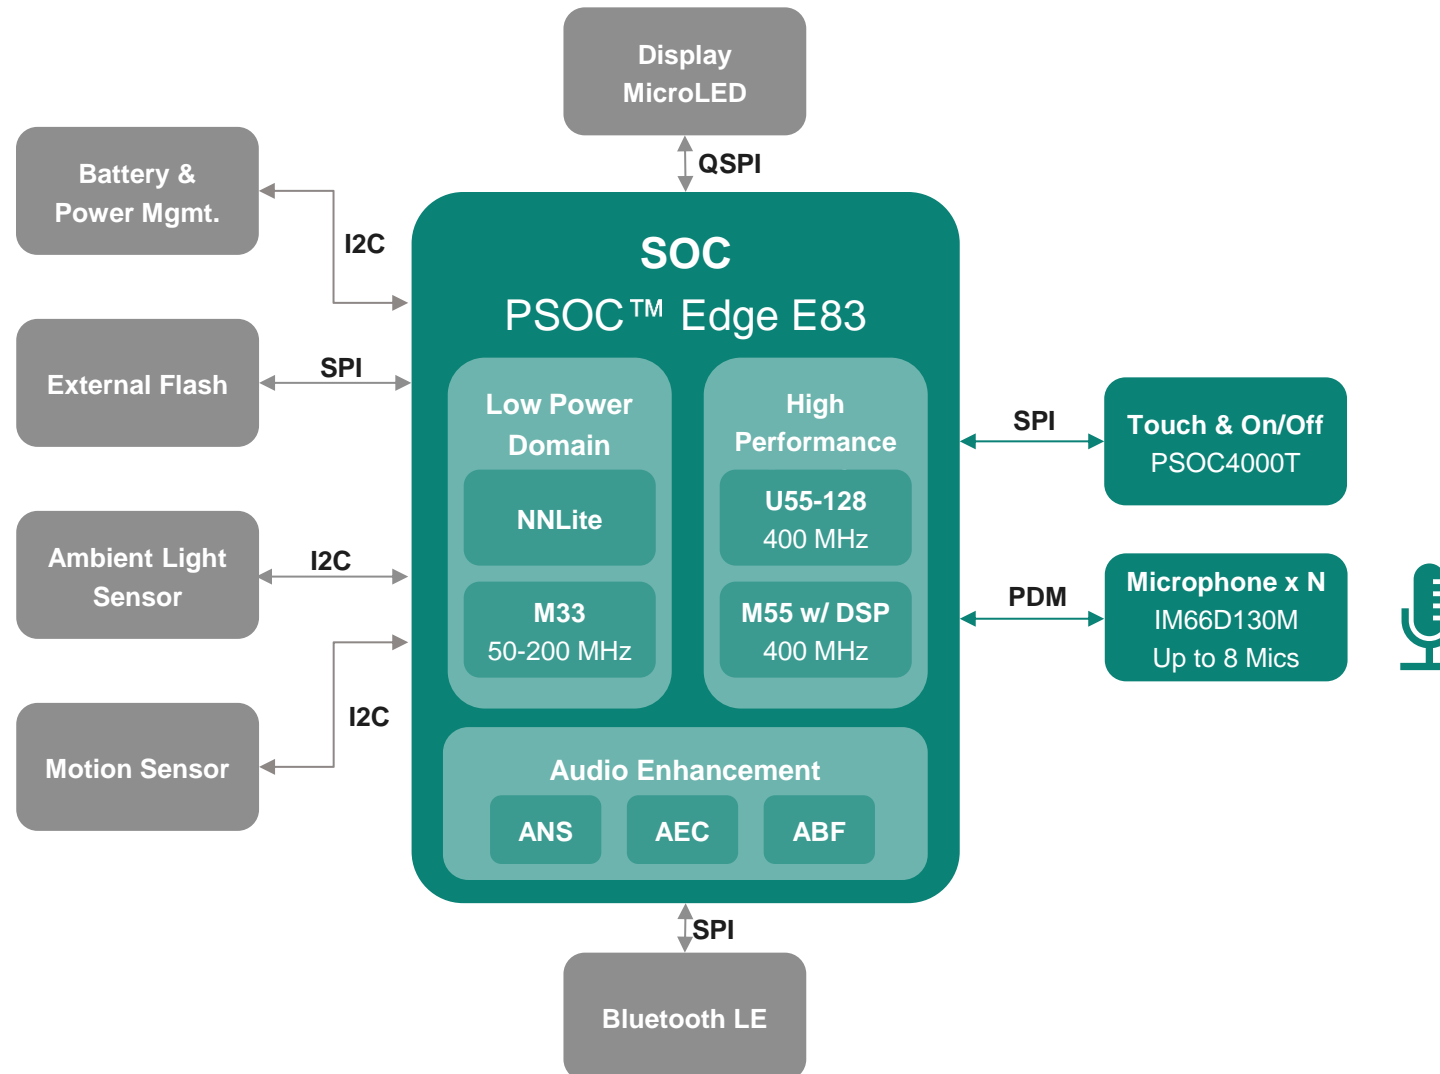 Display
MicroLED
QSPI
Battery &
Power Mgmt.
I2C
External Flash
SPI
Ambient Light
Sensor
I2C
Motion Sensor
I2C
SOC
PSOC™ Edge E83
Low Power
Domain
NNLite
M33
50-200 MHz
High
Performance
U55-128
400 MHz
M55 w/ DSP
400 MHz
Audio Enhancement
ANS
AEC
ABF
SPI
Touch & On/Off
PSOC4000T
PDM
Microphone x N
IM66D130M
Up to 8 Mics
SPI
Bluetooth LE